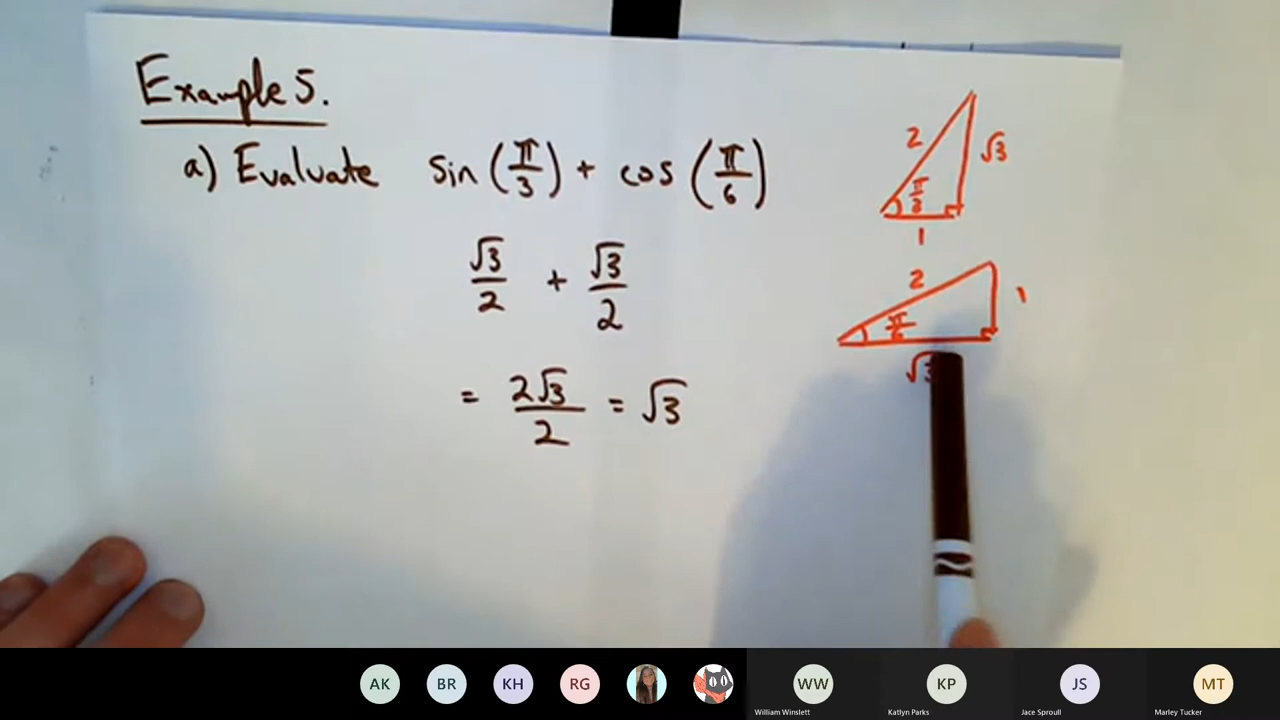 Example 5.
a) Evaluate sin(π/3) + cos(π/6)
√3/2 + √3/2
= 2√3/2 = √3
2
√3
π/3
1
2
1
π/6
√3
AK BR KH RG WW KP JS MT
William Winslett Katlyn Parks Jace Sproull Marley Tucker